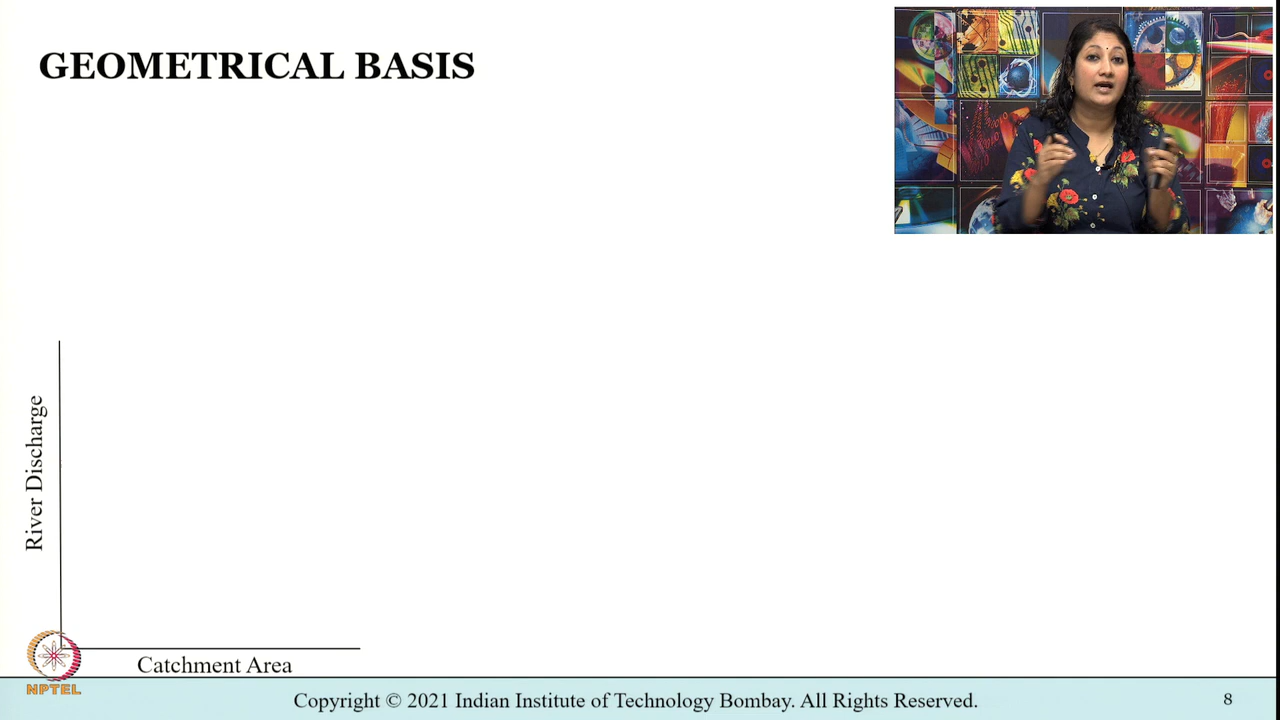 GEOMETRICAL BASIS
River Discharge
Catchment Area
NPTEL
Copyright © 2021 Indian Institute of Technology Bombay. All Rights Reserved.
8